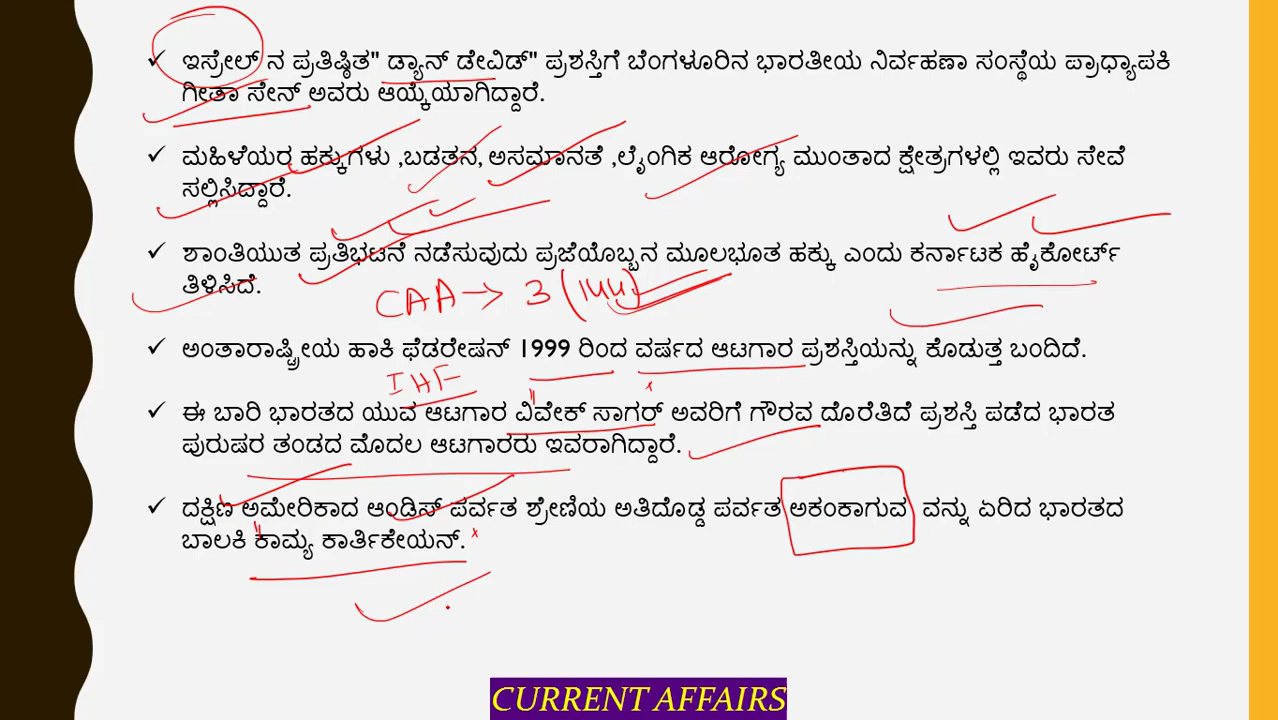 ಇಸ್ರೇಲ್ ನ ಪ್ರತಿಷ್ಠಿತ" ಡ್ಯಾನ್ ಡೇವಿಡ್" ಪ್ರಶಸ್ತಿಗೆ ಬೆಂಗಳೂರಿನ ಭಾರತೀಯ ನಿರ್ವಹಣಾ ಸಂಸ್ಥೆಯ ಪ್ರಾಧ್ಯಾಪಕಿ
ಗೀತಾ ಸೇನ್ ಅವರು ಆಯ್ಕೆಯಾಗಿದ್ದಾರೆ.
ಮಹಿಳೆಯರ ಹಕ್ಕುಗಳು ,ಬಡತನ, ಅಸಮಾನತೆ ,ಲೈಂಗಿಕ ಆರೋಗ್ಯ ಮುಂತಾದ ಕ್ಷೇತ್ರಗಳಲ್ಲಿ ಇವರು ಸೇವೆ
ಸಲ್ಲಿಸಿದ್ದಾರೆ.
ಶಾಂತಿಯುತ ಪ್ರತಿಭಟನೆ ನಡೆಸುವುದು ಪ್ರಜೆಯೊಬ್ಬನ ಮೂಲಭೂತ ಹಕ್ಕು ಎಂದು ಕರ್ನಾಟಕ ಹೈಕೋರ್ಟ್
ತಿಳಿಸಿದೆ.
CAA → 3 (144)
ಅಂತಾರಾಷ್ಟ್ರೀಯ ಹಾಕಿ ಫೆಡರೇಷನ್ 1999 ರಿಂದ ವರ್ಷದ ಆಟಗಾರ ಪ್ರಶಸ್ತಿಯನ್ನು ಕೊಡುತ್ತ ಬಂದಿದೆ.
IHF
ಈ ಬಾರಿ ಭಾರತದ ಯುವ ಆಟಗಾರ ವಿವೇಕ್ ಸಾಗರ್ ಅವರಿಗೆ ಗೌರವ ದೊರೆತಿದೆ ಪ್ರಶಸ್ತಿ ಪಡೆದ ಭಾರತ
ಪುರುಷರ ತಂಡದ ಮೊದಲ ಆಟಗಾರರು ಇವರಾಗಿದ್ದಾರೆ.
ದಕ್ಷಿಣ ಅಮೇರಿಕಾದ ಆಂಡಿಸ್ ಪರ್ವತ ಶ್ರೇಣಿಯ ಅತಿದೊಡ್ಡ ಪರ್ವತ ಅಕಂಕಾಗುವ ವನ್ನು ಏರಿದ ಭಾರತದ
ಬಾಲಕಿ ಕಾಮ್ಯ ಕಾರ್ತಿಕೇಯನ್.
CURRENT AFFAIRS